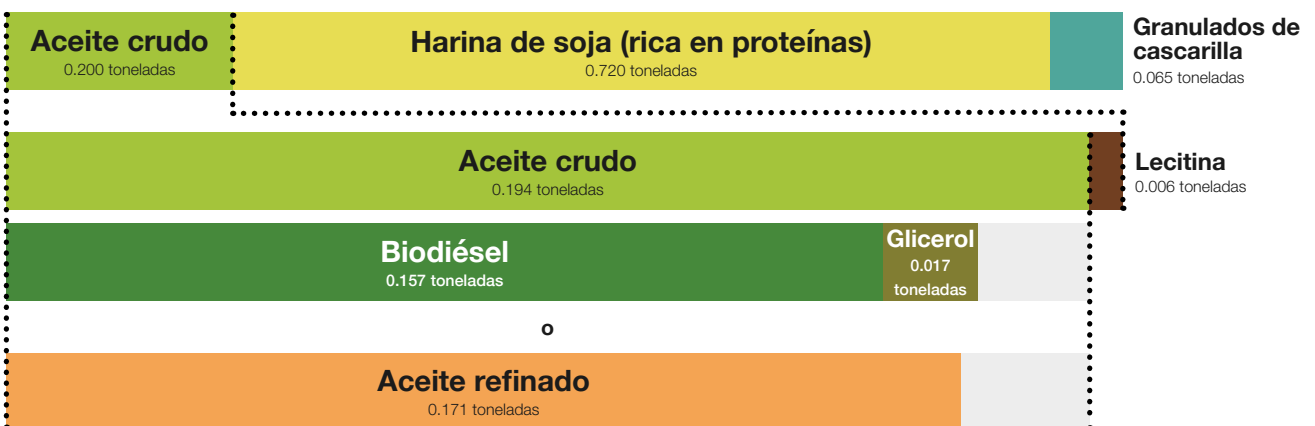 Aceite crudo
0.200 toneladas
Harina de soja (rica en proteínas)
0.720 toneladas
Granulados de
cascarilla
0.065 toneladas
Aceite crudo
0.194 toneladas
Lecitina
0.006 toneladas
Biodiésel
0.157 toneladas
Glicerol
0.017
toneladas
o
Aceite refinado
0.171 toneladas